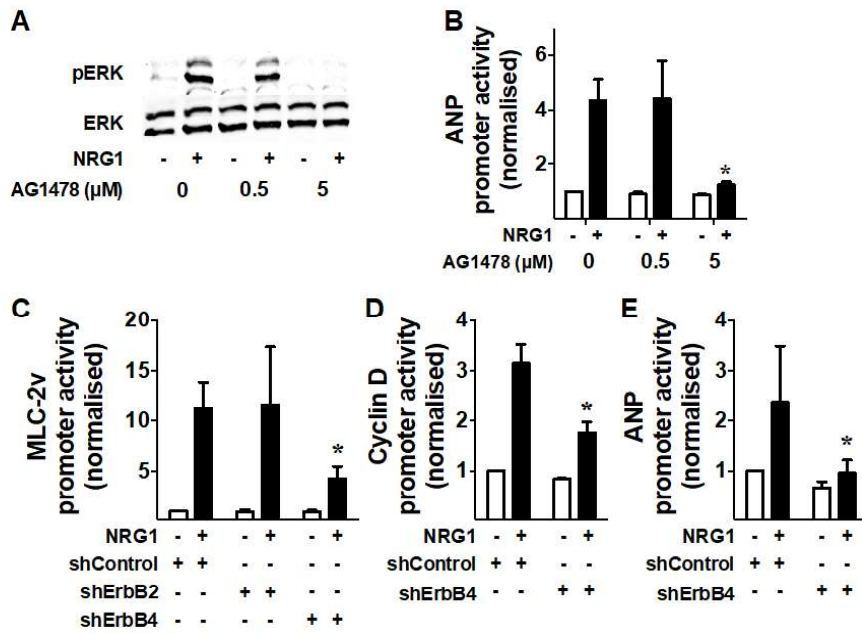 A
pERK
ERK
NRG1 - + - + - +
AG1478 (μM) 0 0.5 5
B
ANP
promoter activity
(normalised)
6
4
2
*
NRG1 - + - + - +
AG1478 (μM) 0 0.5 5
C
MLC-2v
promoter activity
(normalised)
20
15
10
5
*
NRG1 - + - + - +
shControl + + - - - -
shErbB2 - - + + - -
shErbB4 - - - - + +
D
Cyclin D
promoter activity
(normalised)
4
3
2
1
*
NRG1 - + - +
shControl + + - -
shErbB4 - - + +
E
ANP
promoter activity
(normalised)
4
3
2
1
*
NRG1 - + - +
shControl + + - -
shErbB4 - - + +